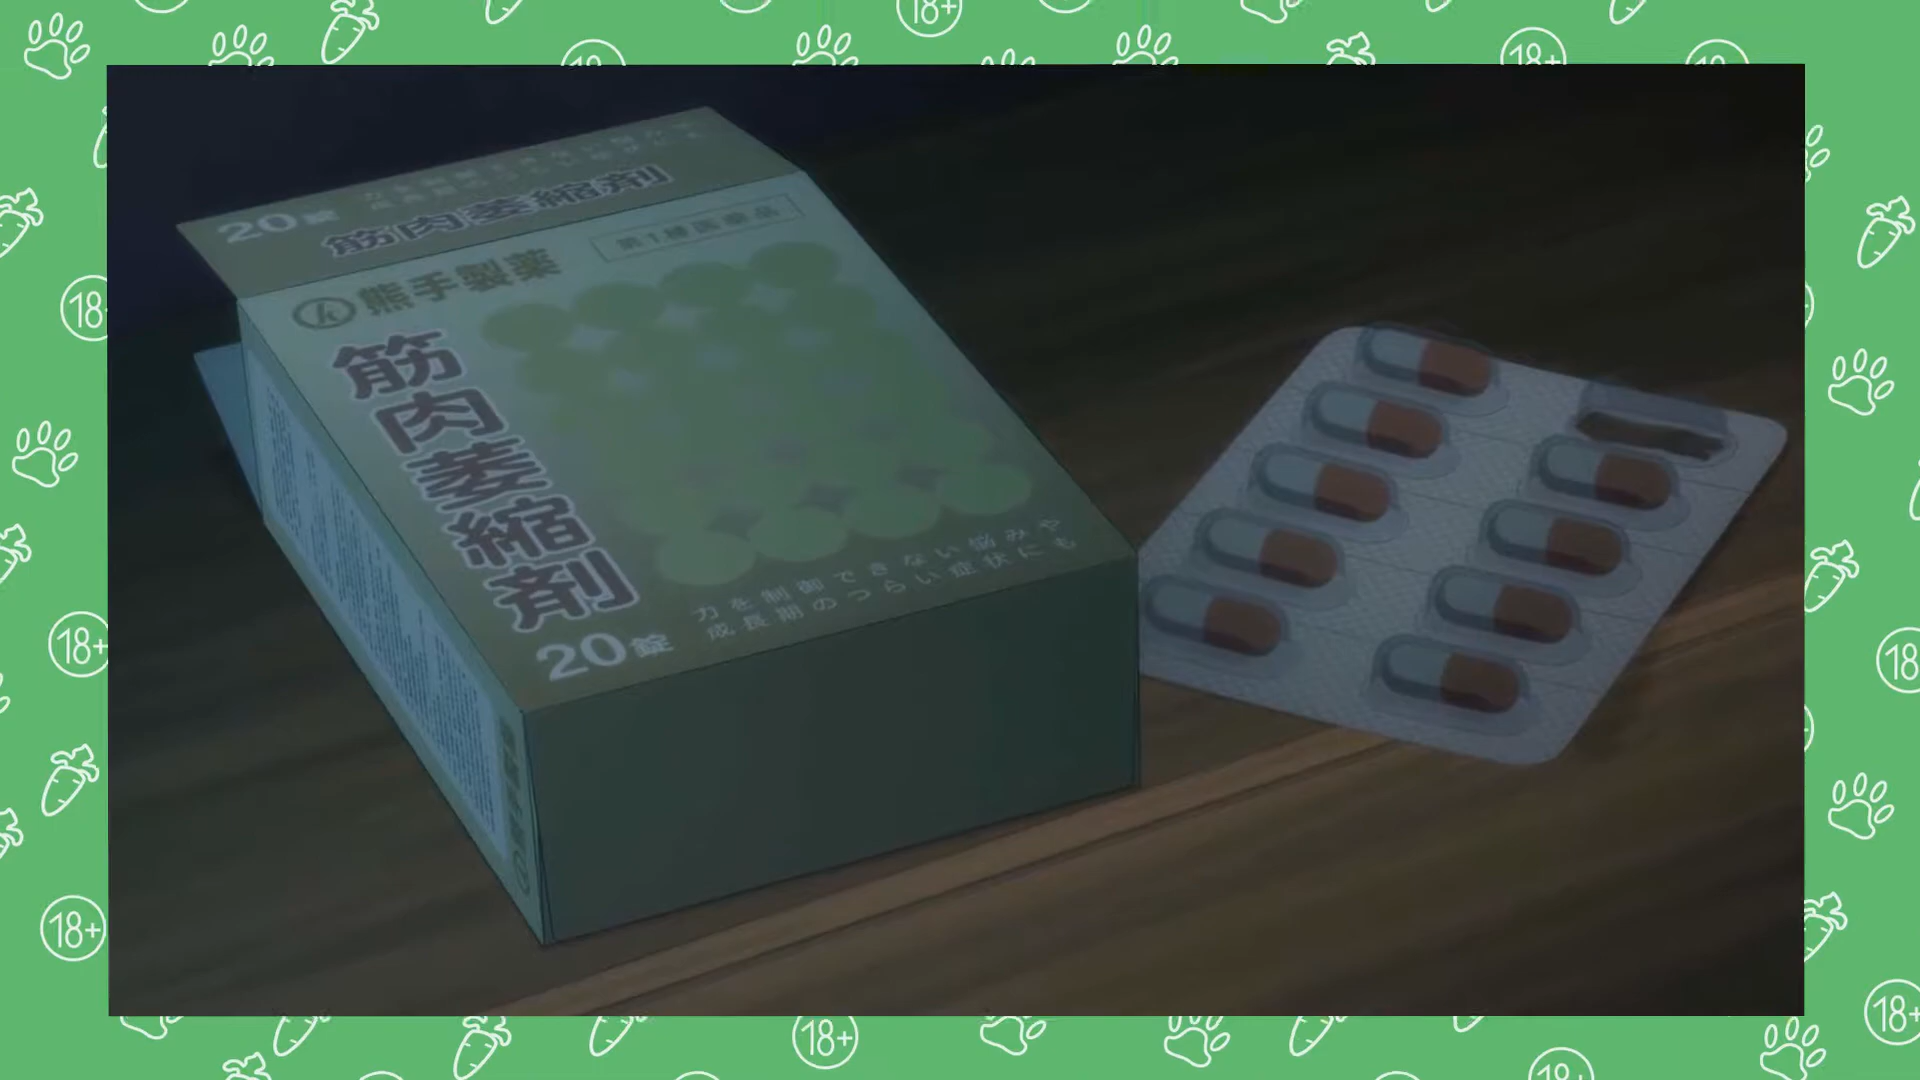 20錠
筋肉萎縮剤
第1類医薬品
熊手製薬
筋肉萎縮剤
力を制御できない悩みや
成長期のつらい症状にも
20錠
18+
18+
18+
18+
18+
18+
18+
18+
18+